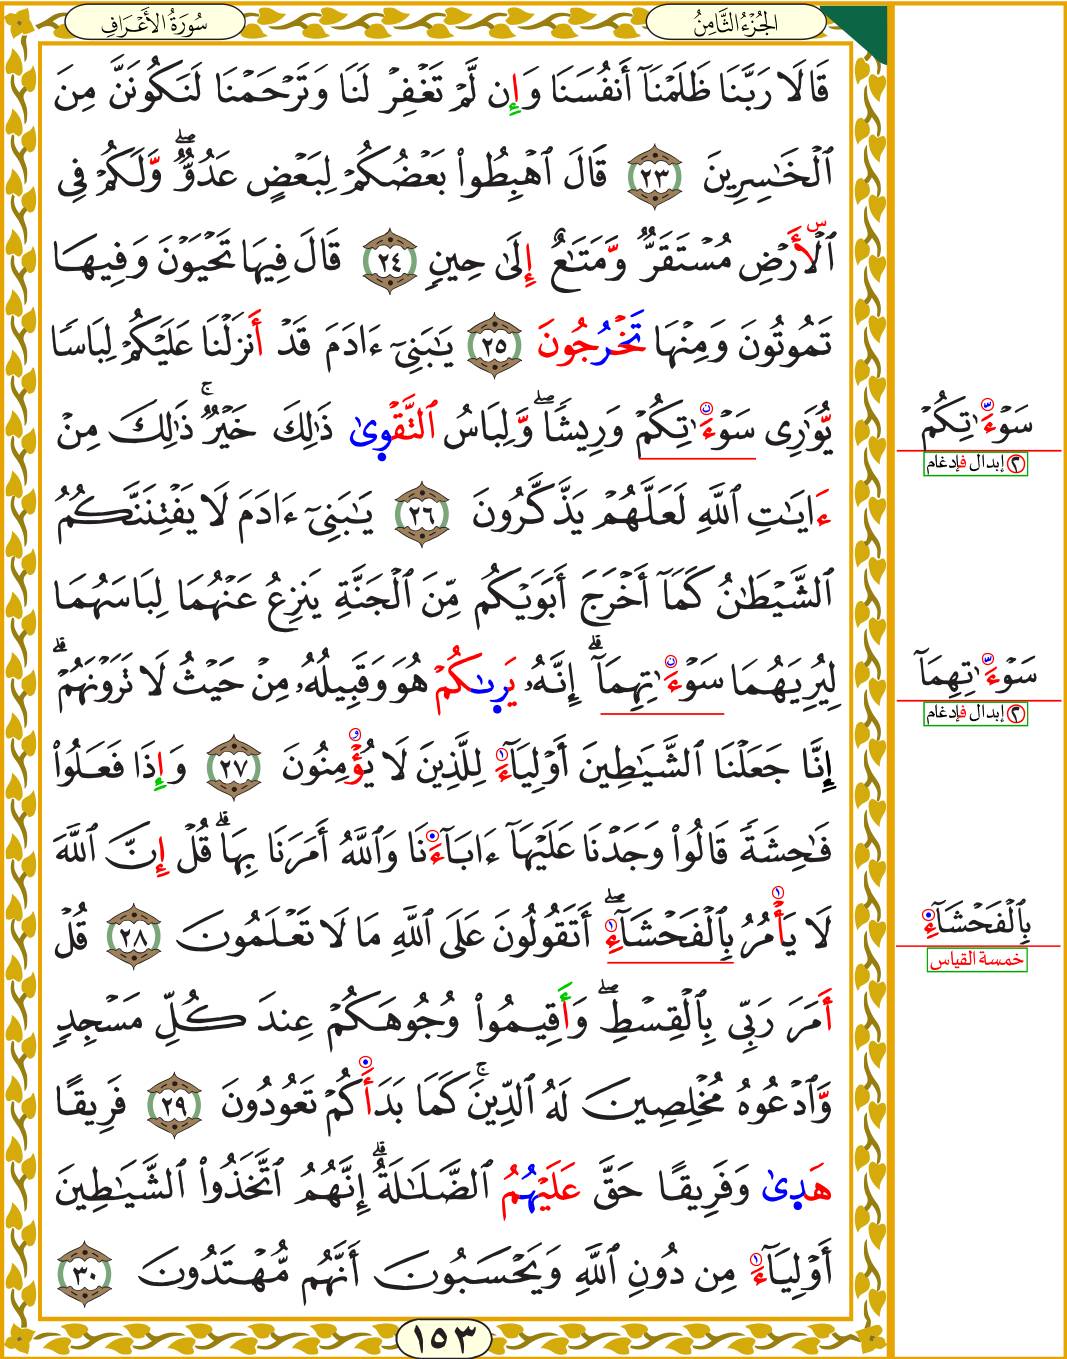 سُورَةُ الأَعْرَافِ
الجُزْءُ الثَّامِنُ
قَالَا رَبَّنَا ظَلَمْنَآ أَنفُسَنَا وَإِن لَّمْ تَغْفِرْ لَنَا وَتَرْحَمْنَا لَنَكُونَنَّ مِنَ
ٱلْخَٰسِرِينَ ٢٣ قَالَ ٱهْبِطُوا۟ بَعْضُكُمْ لِبَعْضٍ عَدُوٌّۖ وَّلَكُمْ فِى
ٱلْأَرْضِ مُسْتَقَرٌّ وَّمَتَٰعٌ إِلَىٰ حِينٍ ٢٤ قَالَ فِيهَا تَحْيَوْنَ وَفِيهَا
تَمُوتُونَ وَمِنْهَا تَخْرُجُونَ ٢٥ يَٰبَنِىٓ ءَادَمَ قَدْ أَنزَلْنَا عَلَيْكُمْ لِبَاسًا
يُّوَٰرِى سَوْءَٰتِكُمْ وَرِيشًاۖ وَّلِبَاسُ ٱلتَّقْوىٰ ذَٰلِكَ خَيْرٌۚ ذَٰلِكَ مِنْ
ءَايَٰتِ ٱللَّهِ لَعَلَّهُمْ يَذَّكَّرُونَ ٢٦ يَٰبَنِىٓ ءَادَمَ لَا يَفْتِنَنَّكُمُ
ٱلشَّيْطَٰنُ كَمَآ أَخْرَجَ أَبَوَيْكُم مِّنَ ٱلْجَنَّةِ يَنزِعُ عَنْهُمَا لِبَاسَهُمَا
لِيُرِيَهُمَا سَوْءَٰتِهِمَآۗ إِنَّهُۥ يَرىٰكُمْ هُوَ وَقَبِيلُهُۥ مِنْ حَيْثُ لَا تَرَوْنَهُمْۗ
إِنَّا جَعَلْنَا ٱلشَّيَٰطِينَ أَوْلِيَآءَ لِلَّذِينَ لَا يُؤْمِنُونَ ٢٧ وَإِذَا فَعَلُوا۟
فَٰحِشَةً قَالُوا۟ وَجَدْنَا عَلَيْهَآ ءَابَآءَنَا وَٱللَّهُ أَمَرَنَا بِهَاۗ قُلْ إِنَّ ٱللَّهَ
لَا يَأْمُرُ بِٱلْفَحْشَآءِۖ أَتَقُولُونَ عَلَى ٱللَّهِ مَا لَا تَعْلَمُونَ ٢٨ قُلْ
أَمَرَ رَبِّى بِٱلْقِسْطِۖ وَأَقِيمُوا۟ وُجُوهَكُمْ عِندَ كُلِّ مَسْجِدٍ
وَّٱدْعُوهُ مُخْلِصِينَ لَهُ ٱلدِّينَۚ كَمَا بَدَأَكُمْ تَعُودُونَ ٢٩ فَرِيقًا
هَدىٰ وَفَرِيقًا حَقَّ عَلَيْهُمُ ٱلضَّلَٰلَةُۗ إِنَّهُمُ ٱتَّخَذُوا۟ ٱلشَّيَٰطِينَ
أَوْلِيَآءَ مِن دُونِ ٱللَّهِ وَيَحْسَبُونَ أَنَّهُم مُّهْتَدُونَ ٣٠
١٥٣
سَوْءَٰتِكُمْ
٢ إبدال فإدغام
سَوْءَٰتِهِمَآ
٢ إبدال فإدغام
بِٱلْفَحْشَآءِ
خمسة القياس